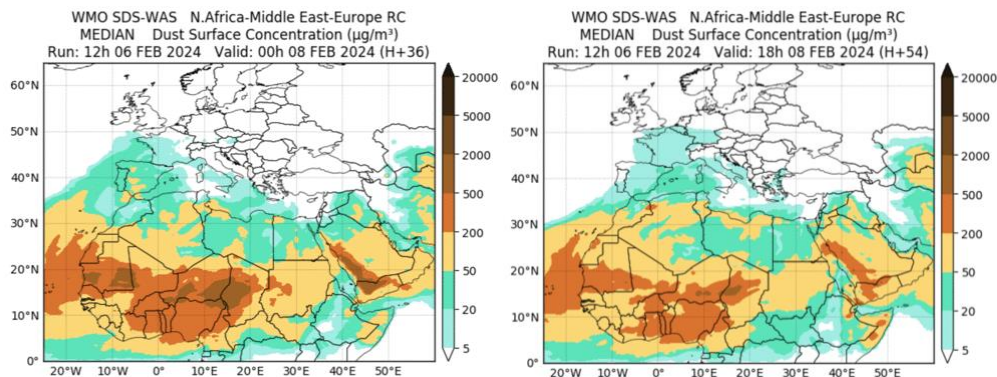 WMO SDS-WAS N.Africa-Middle East-Europe RC
MEDIAN Dust Surface Concentration (µg/m³)
Run: 12h 06 FEB 2024 Valid: 00h 08 FEB 2024 (H+36)
60°N
50°N
40°N
30°N
20°N
10°N
0°
20°W
10°W
0°
10°E
20°E
30°E
40°E
50°E
20000
5000
2000
500
200
50
20
5
WMO SDS-WAS N.Africa-Middle East-Europe RC
MEDIAN Dust Surface Concentration (µg/m³)
Run: 12h 06 FEB 2024 Valid: 18h 08 FEB 2024 (H+54)
60°N
50°N
40°N
30°N
20°N
10°N
0°
20°W
10°W
0°
10°E
20°E
30°E
40°E
50°E
20000
5000
2000
500
200
50
20
5